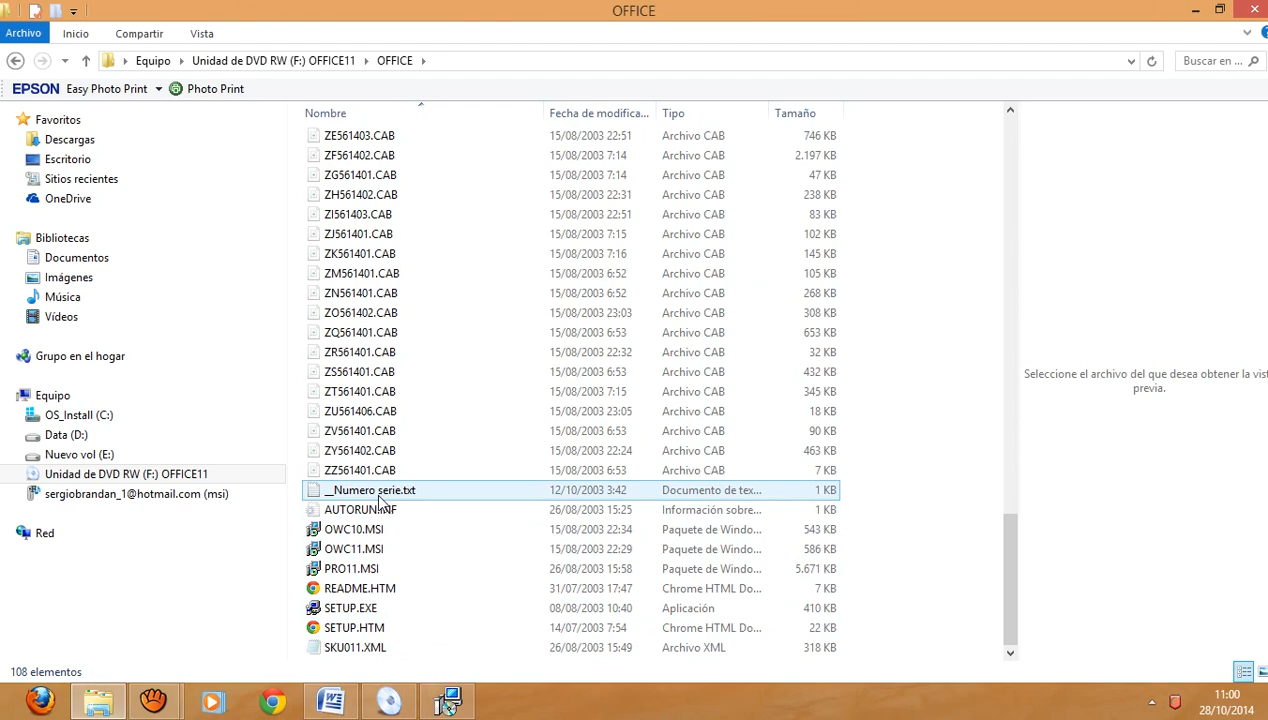 OFFICE
Archivo Inicio Compartir Vista
Equipo Unidad de DVD RW (F:) OFFICE11 OFFICE Buscar en ...
EPSON Easy Photo Print Photo Print
Nombre Fecha de modifica... Tipo Tamaño
Favoritos
Descargas
Escritorio
Sitios recientes
OneDrive
Bibliotecas
Documentos
Imágenes
Música
Vídeos
Grupo en el hogar
Equipo
OS_Install (C:)
Data (D:)
Nuevo vol (E:)
Unidad de DVD RW (F:) OFFICE11
sergiobrandan_1@hotmail.com (msi)
Red
ZE561403.CAB 15/08/2003 22:51 Archivo CAB 746 KB
ZF561402.CAB 15/08/2003 7:14 Archivo CAB 2.197 KB
ZG561401.CAB 15/08/2003 7:14 Archivo CAB 47 KB
ZH561402.CAB 15/08/2003 22:31 Archivo CAB 238 KB
ZI561403.CAB 15/08/2003 22:51 Archivo CAB 83 KB
ZJ561401.CAB 15/08/2003 7:15 Archivo CAB 102 KB
ZK561401.CAB 15/08/2003 7:16 Archivo CAB 145 KB
ZM561401.CAB 15/08/2003 6:52 Archivo CAB 105 KB
ZN561401.CAB 15/08/2003 6:52 Archivo CAB 268 KB
ZO561402.CAB 15/08/2003 23:03 Archivo CAB 308 KB
ZQ561401.CAB 15/08/2003 6:53 Archivo CAB 653 KB
ZR561401.CAB 15/08/2003 22:32 Archivo CAB 32 KB
ZS561401.CAB 15/08/2003 6:53 Archivo CAB 432 KB
ZT561401.CAB 15/08/2003 7:15 Archivo CAB 345 KB
ZU561406.CAB 15/08/2003 23:05 Archivo CAB 18 KB
ZV561401.CAB 15/08/2003 6:53 Archivo CAB 90 KB
ZY561402.CAB 15/08/2003 22:24 Archivo CAB 463 KB
ZZ561401.CAB 15/08/2003 6:53 Archivo CAB 7 KB
__Numero serie.txt 12/10/2003 3:42 Documento de tex... 1 KB
AUTORUN.INF 26/08/2003 15:25 Información sobre... 1 KB
OWC10.MSI 15/08/2003 22:34 Paquete de Windo... 543 KB
OWC11.MSI 15/08/2003 22:29 Paquete de Windo... 586 KB
PRO11.MSI 26/08/2003 15:58 Paquete de Windo... 5.671 KB
README.HTM 31/07/2003 17:47 Chrome HTML Do... 7 KB
SETUP.EXE 08/08/2003 10:40 Aplicación 410 KB
SETUP.HTM 14/07/2003 7:54 Chrome HTML Do... 22 KB
SKU011.XML 26/08/2003 15:49 Archivo XML 318 KB
Seleccione el archivo del que desea obtener la vist
previa.
108 elementos
11:00
28/10/2014